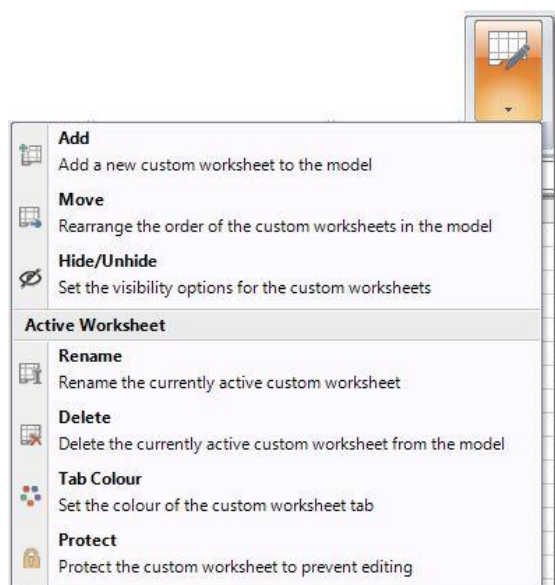 Add
Add a new custom worksheet to the model
Move
Rearrange the order of the custom worksheets in the model
Hide/Unhide
Set the visibility options for the custom worksheets
Active Worksheet
Rename
Rename the currently active custom worksheet
Delete
Delete the currently active custom worksheet from the model
Tab Colour
Set the colour of the custom worksheet tab
Protect
Protect the custom worksheet to prevent editing